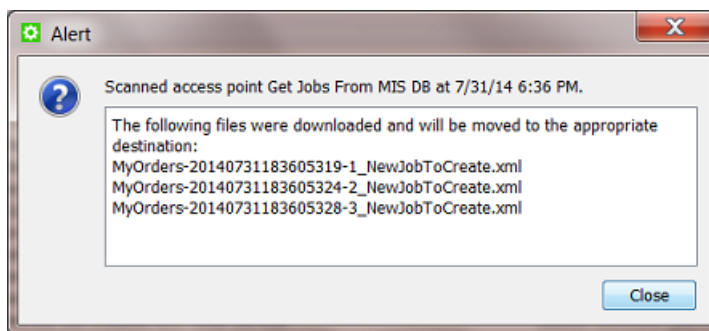 Alert
Scanned access point Get Jobs From MIS DB at 7/31/14 6:36 PM.
The following files were downloaded and will be moved to the appropriate
destination:
MyOrders-20140731183605319-1_NewJobToCreate.xml
MyOrders-20140731183605324-2_NewJobToCreate.xml
MyOrders-20140731183605328-3_NewJobToCreate.xml
Close